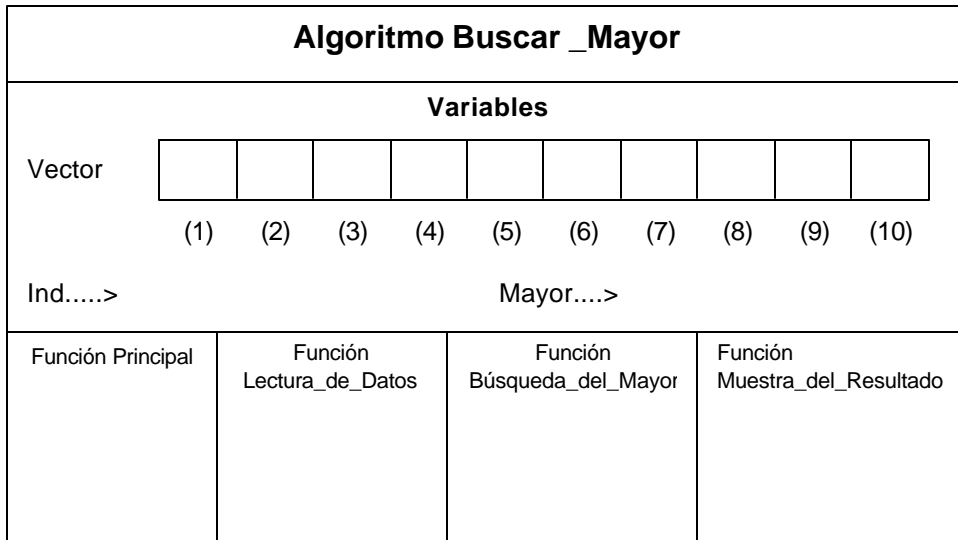 Algoritmo Buscar _Mayor
Variables
Vector
(1) (2) (3) (4) (5) (6) (7) (8) (9) (10)
Ind.....> Mayor....>
Función Principal
Función
Lectura_de_Datos
Función
Búsqueda_del_Mayor
Función
Muestra_del_Resultado